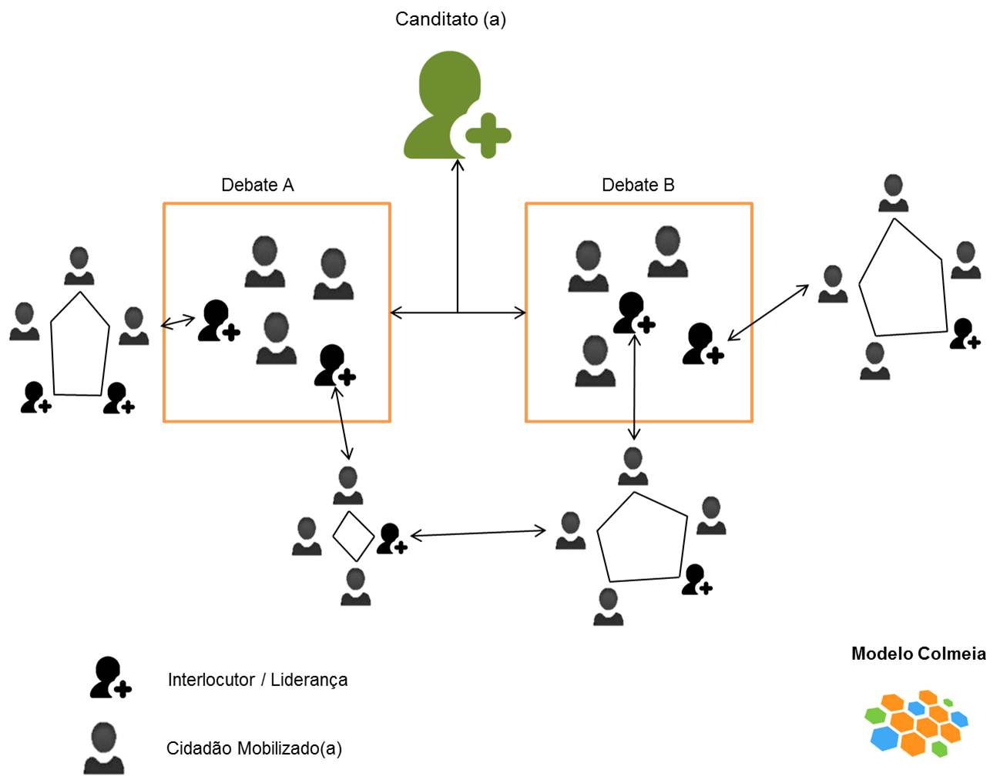 Canditato (a)
Debate A
Debate B
Interlocutor / Liderança
Cidadão Mobilizado(a)
Modelo Colmeia